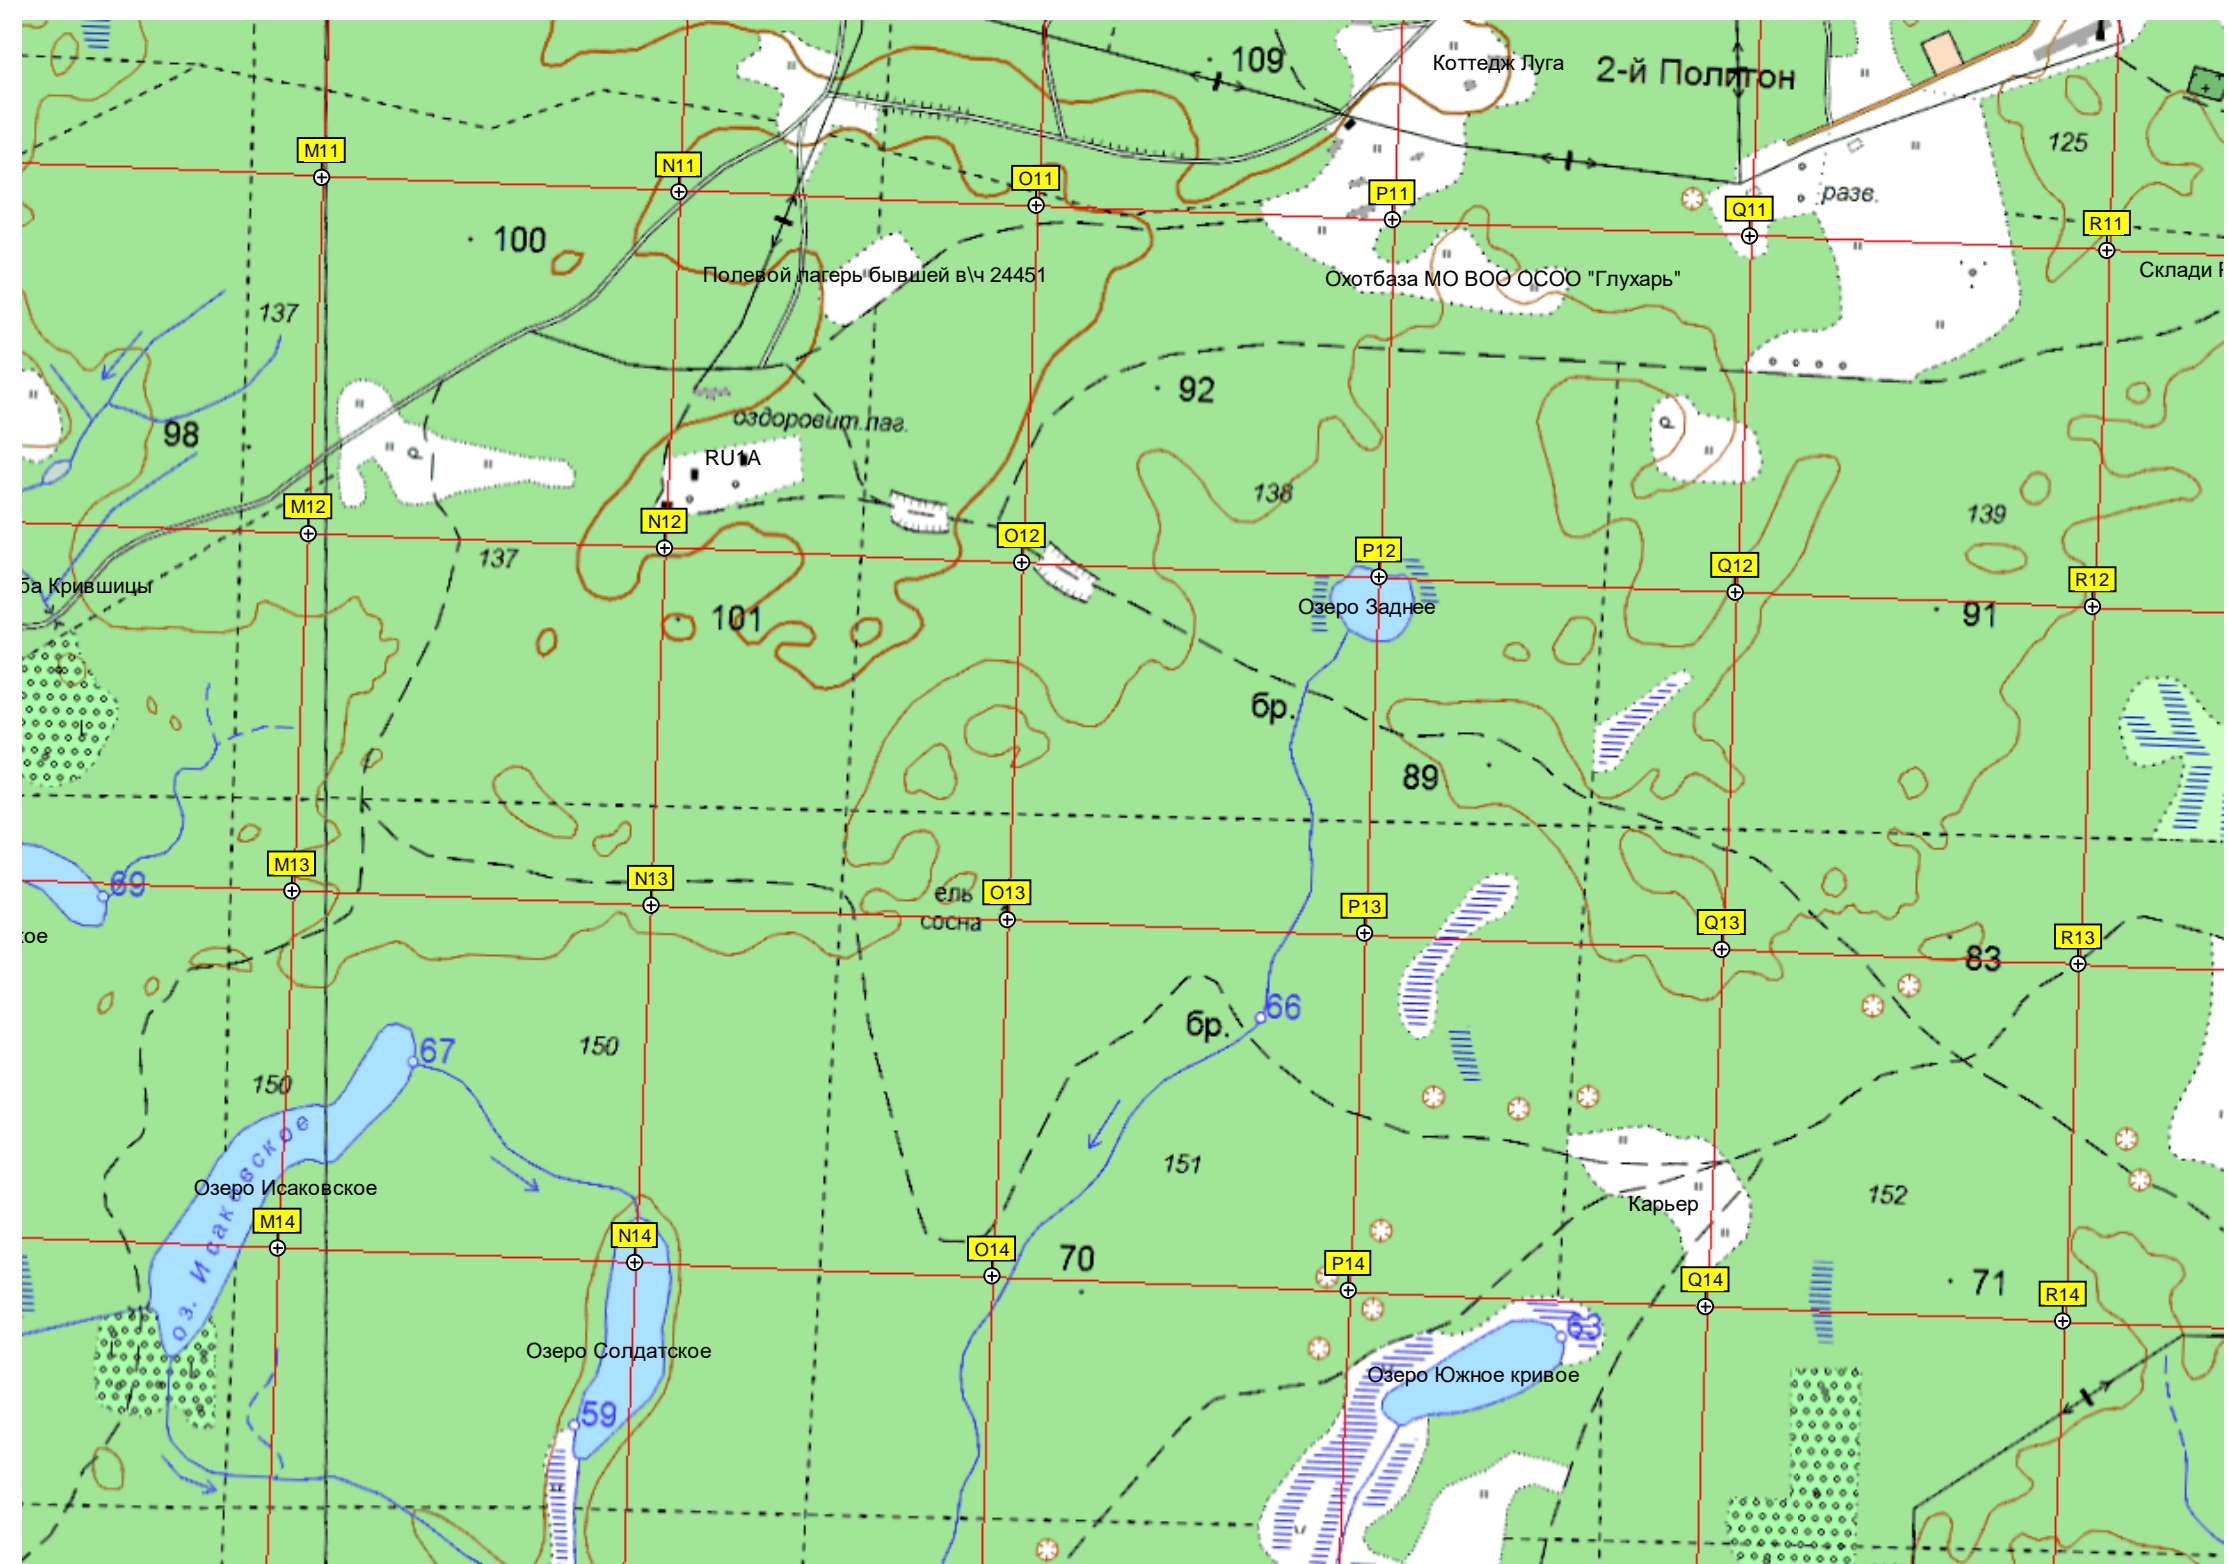 109
Коттедж Луга
2-й Политон
125
M11
N11
O11
P11
Q11
R11
разв.
100
Полевой лагерь бывшей в\ч 24451
Охотбаза МО ВОО ОСОО "Глухарь"
Склади
137
92
98
оздоровит.лаг.
RU1A
138
139
M12
N12
O12
P12
Q12
R12
137
ба Крившицы
101
Озеро Заднее
91
бр.
89
M13
N13
O13
P13
Q13
R13
69
ель
сосна
кое
83
66
бр.
67
150
150
оз. Исаковское
151
152
Озеро Исаковское
Карьер
M14
N14
O14
P14
Q14
R14
70
71
63
Озеро Солдатское
Озеро Южное кривое
59